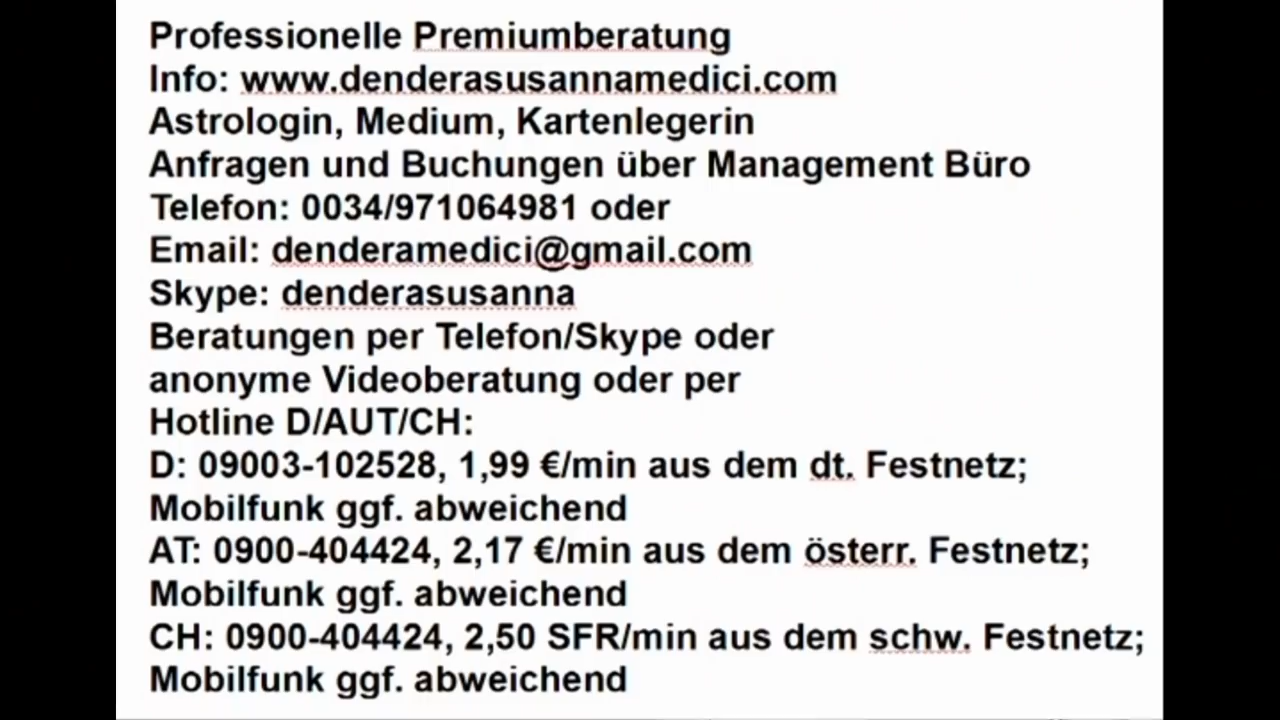 Professionelle Premiumberatung
Info: www.denderasusannamedici.com
Astrologin, Medium, Kartenlegerin
Anfragen und Buchungen über Management Büro
Telefon: 0034/971064981 oder
Email: denderamedici@gmail.com
Skype: denderasusanna
Beratungen per Telefon/Skype oder
anonyme Videoberatung oder per
Hotline D/AUT/CH:
D: 09003-102528, 1,99 €/min aus dem dt. Festnetz;
Mobilfunk ggf. abweichend
AT: 0900-404424, 2,17 €/min aus dem österr. Festnetz;
Mobilfunk ggf. abweichend
CH: 0900-404424, 2,50 SFR/min aus dem schw. Festnetz;
Mobilfunk ggf. abweichend